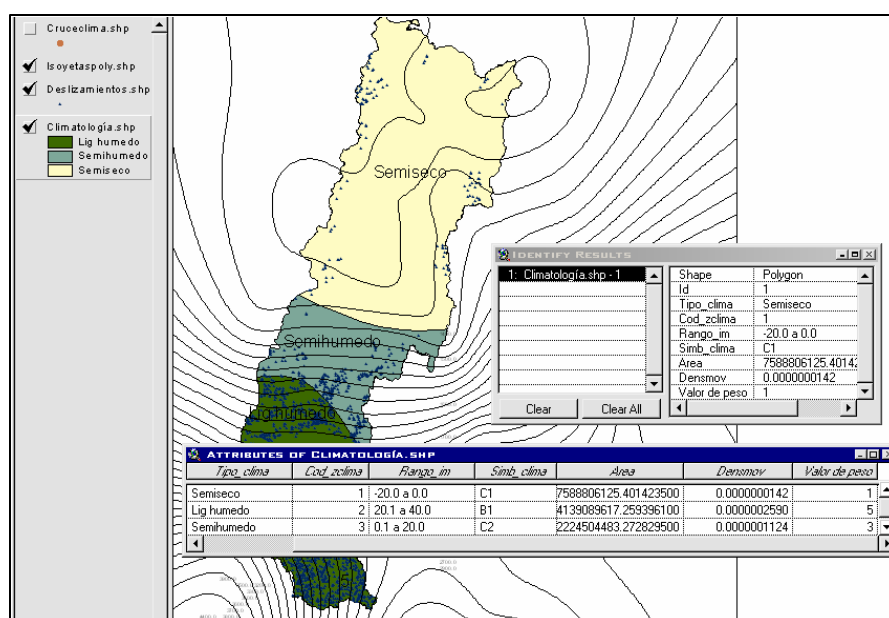 Cruceclima.shp
Isoyetaspoly.shp
Deslizamientos.shp
Climatología.shp
Lig humedo
Semihumedo
Semiseco
Semiseco
Semihumedo
Lig humedo
IDENTIFY RESULTS
1: Climatología.shp - 1
Shape Polygon
Id 1
Tipo_clima Semiseco
Cod_zclima 1
Rango_im -20.0 a 0.0
Simb_clima C1
Area 7588806125.40142
Densmov 0.0000000142
Valor de peso 1
Clear Clear All
ATTRIBUTES OF CLIMATOLOGÍA.SHP
Tipo_clima Cod_zclima Rango_im Simb_clima Area Densmov Valor de peso
Semiseco 1 -20.0 a 0.0 C1 7588806125.401423500 0.0000000142 1
Lig humedo 2 20.1 a 40.0 B1 4139089617.259396100 0.0000002590 5
Semihumedo 3 0.1 a 20.0 C2 2224504483.272829500 0.0000001124 3